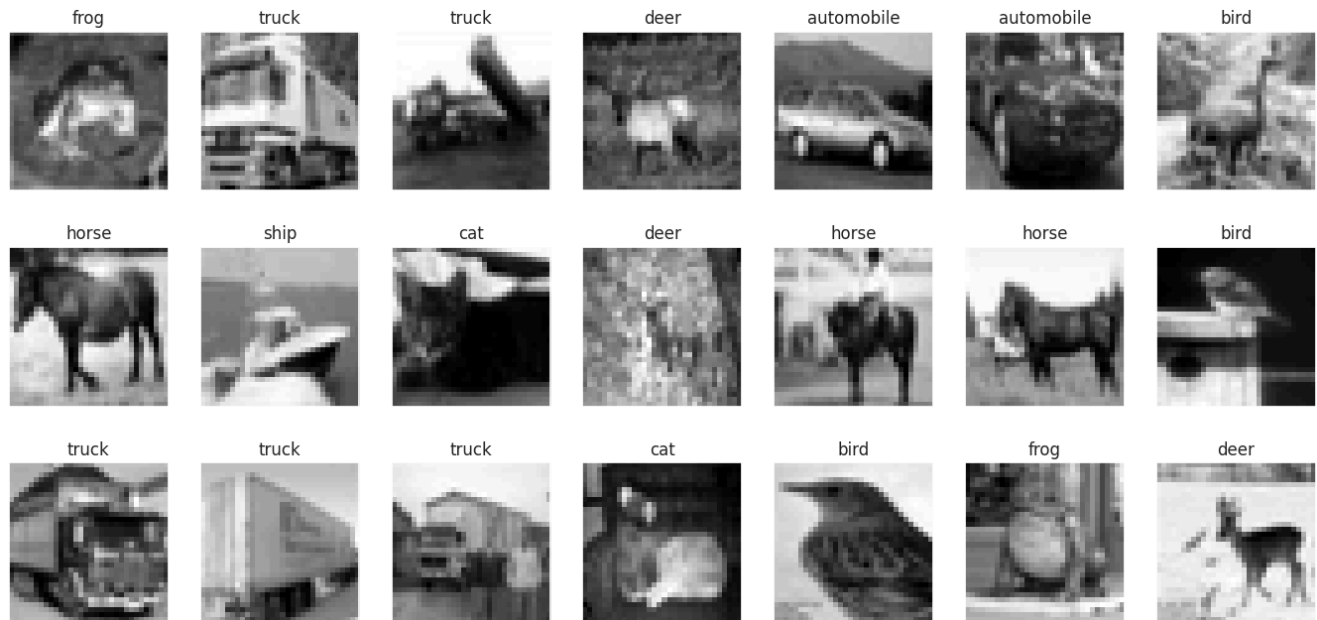 frog truck truck deer automobile automobile bird
horse ship cat deer horse horse bird
truck truck truck cat bird frog deer